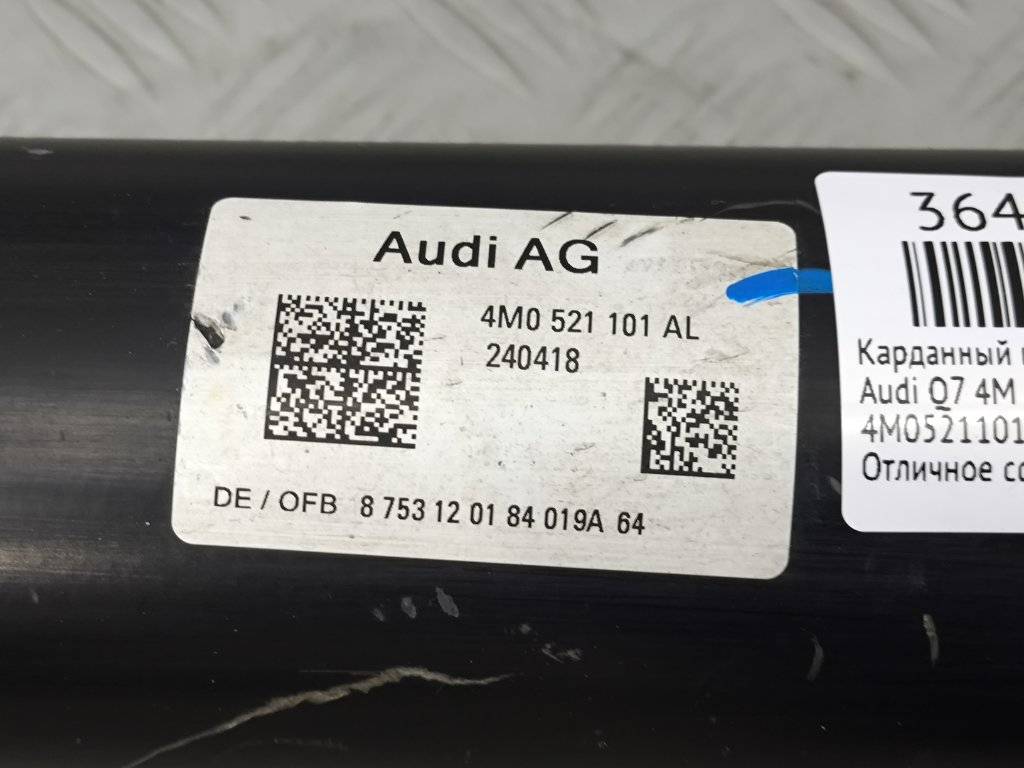 Audi AG
4M0 521 101 AL
240418
DE / OFB 8 753 12 01 84 019A 64
364
Карданный
Audi Q7 4M
4M0521101
Отличное